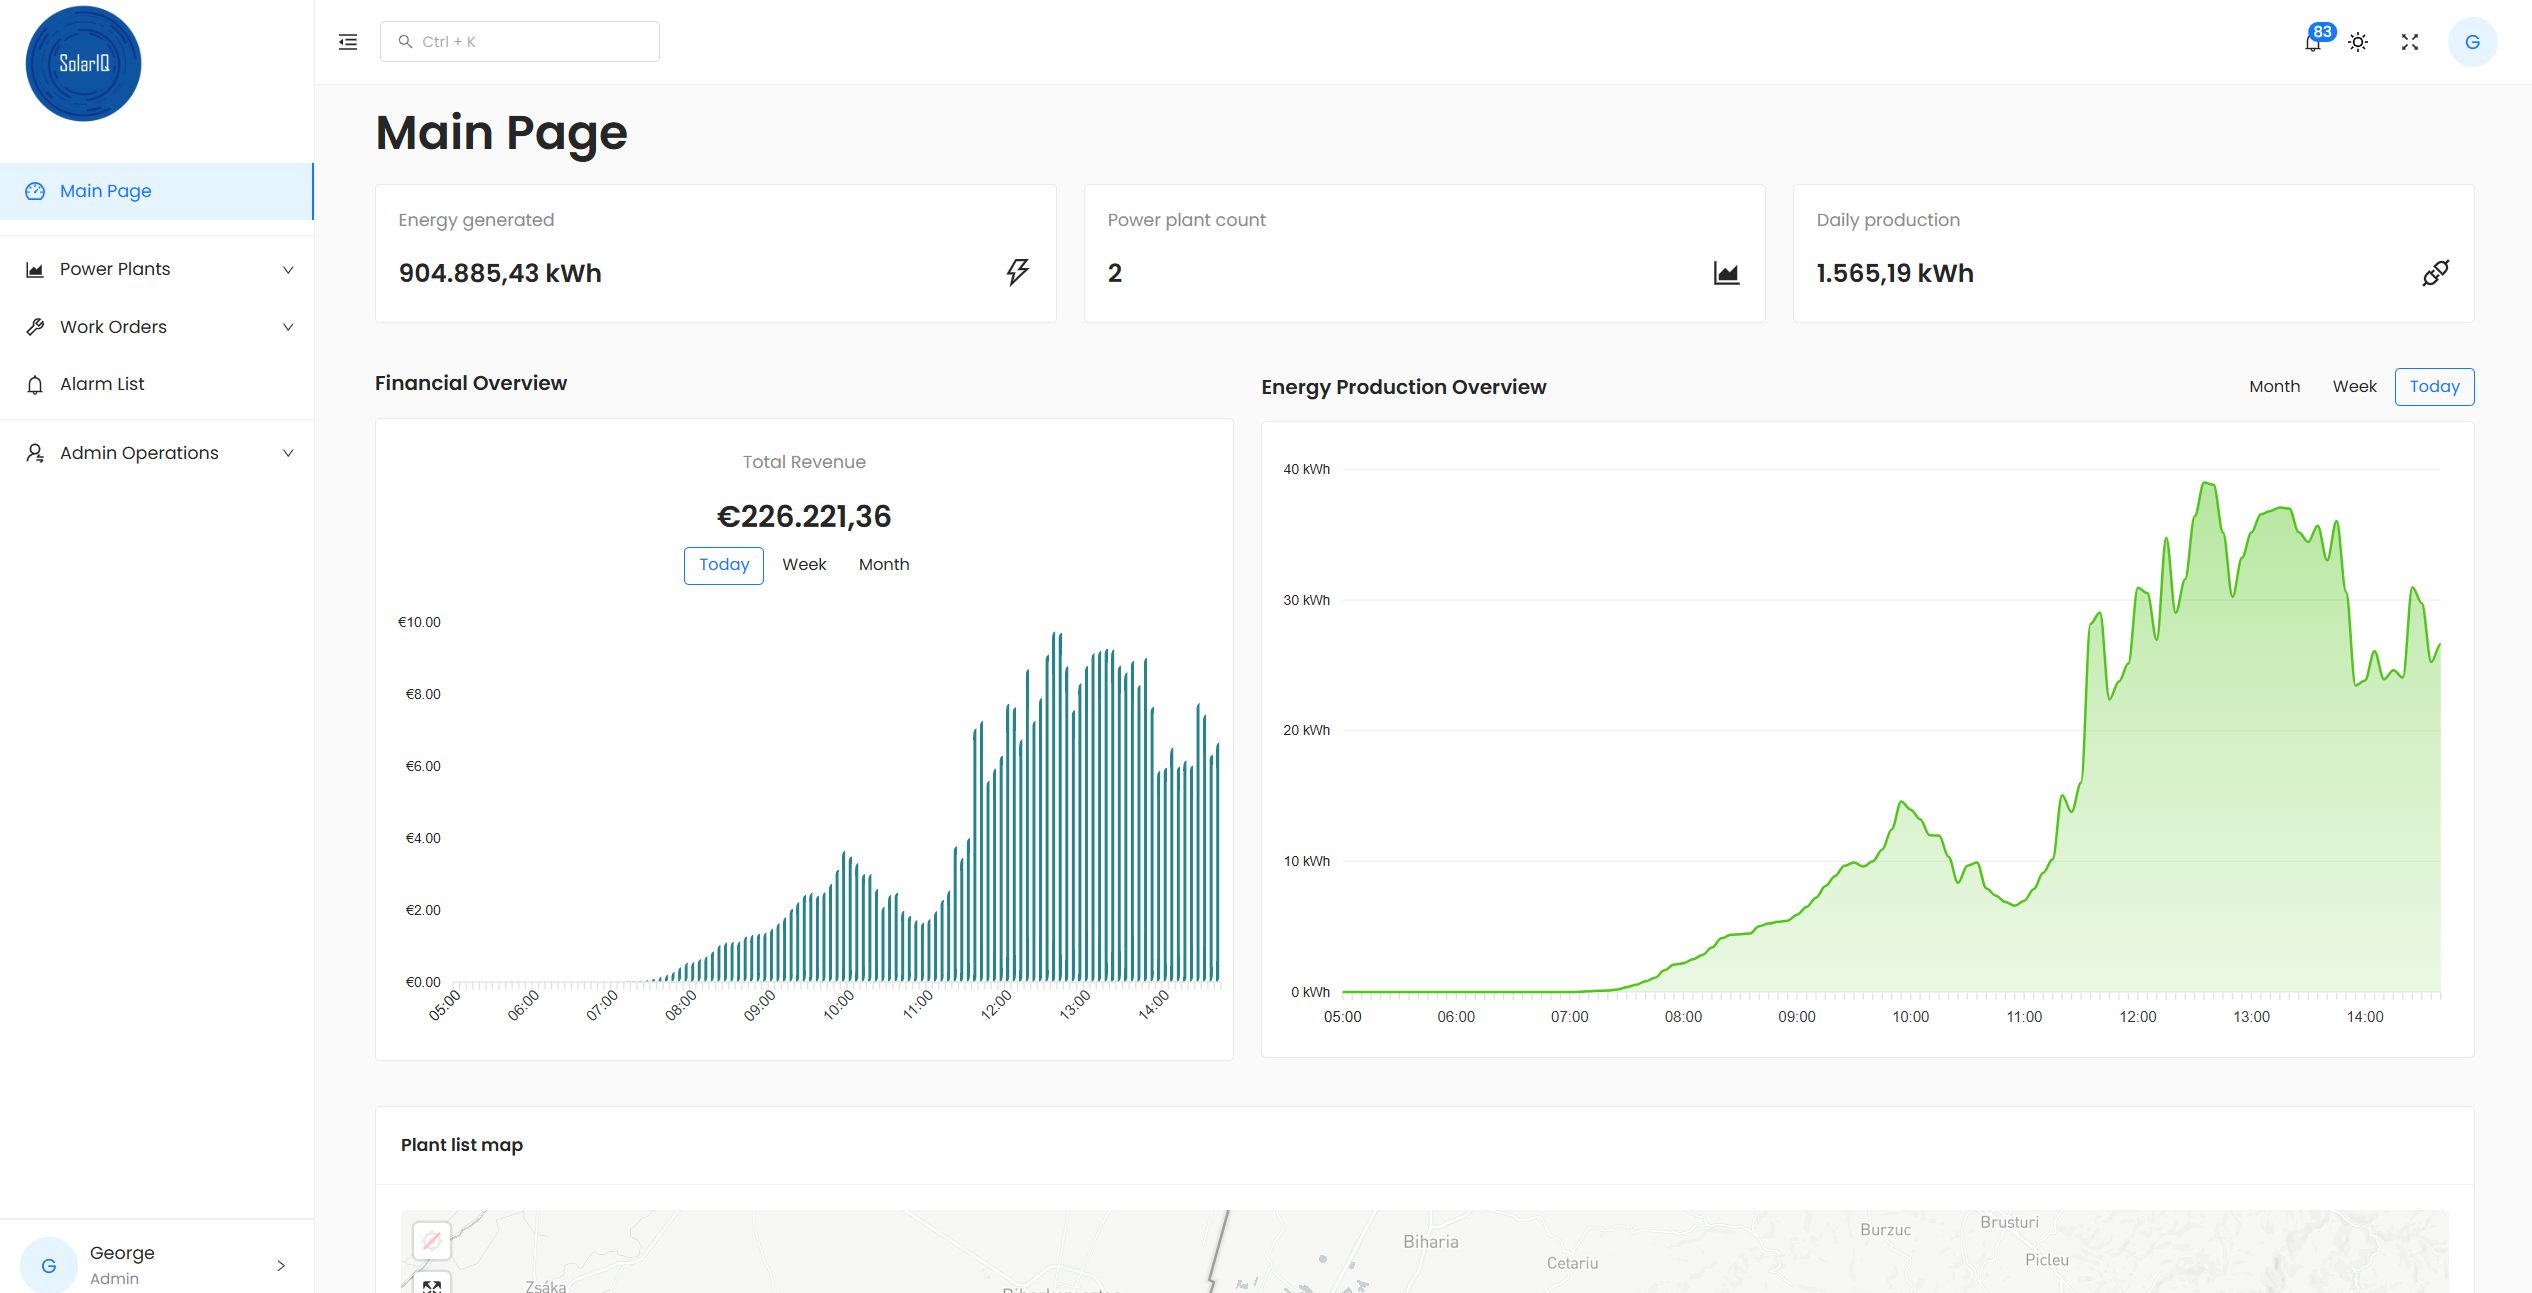 SolarIQ
Ctrl + K
83
G
Main Page
Power Plants
Work Orders
Alarm List
Admin Operations
Main Page
Energy generated
904.885,43 kWh
Power plant count
2
Daily production
1.565,19 kWh
Financial Overview
Total Revenue
€226.221,36
Today Week Month
€10.00
€8.00
€6.00
€4.00
€2.00
€0.00
05:00 06:00 07:00 08:00 09:00 10:00 11:00 12:00 13:00 14:00
Energy Production Overview
Month Week Today
40 kWh
30 kWh
20 kWh
10 kWh
0 kWh
05:00 06:00 07:00 08:00 09:00 10:00 11:00 12:00 13:00 14:00
Plant list map
Biharia
Cetariu
Burzuc
Brusturi
Picleu
Zsáka
G
George
Admin